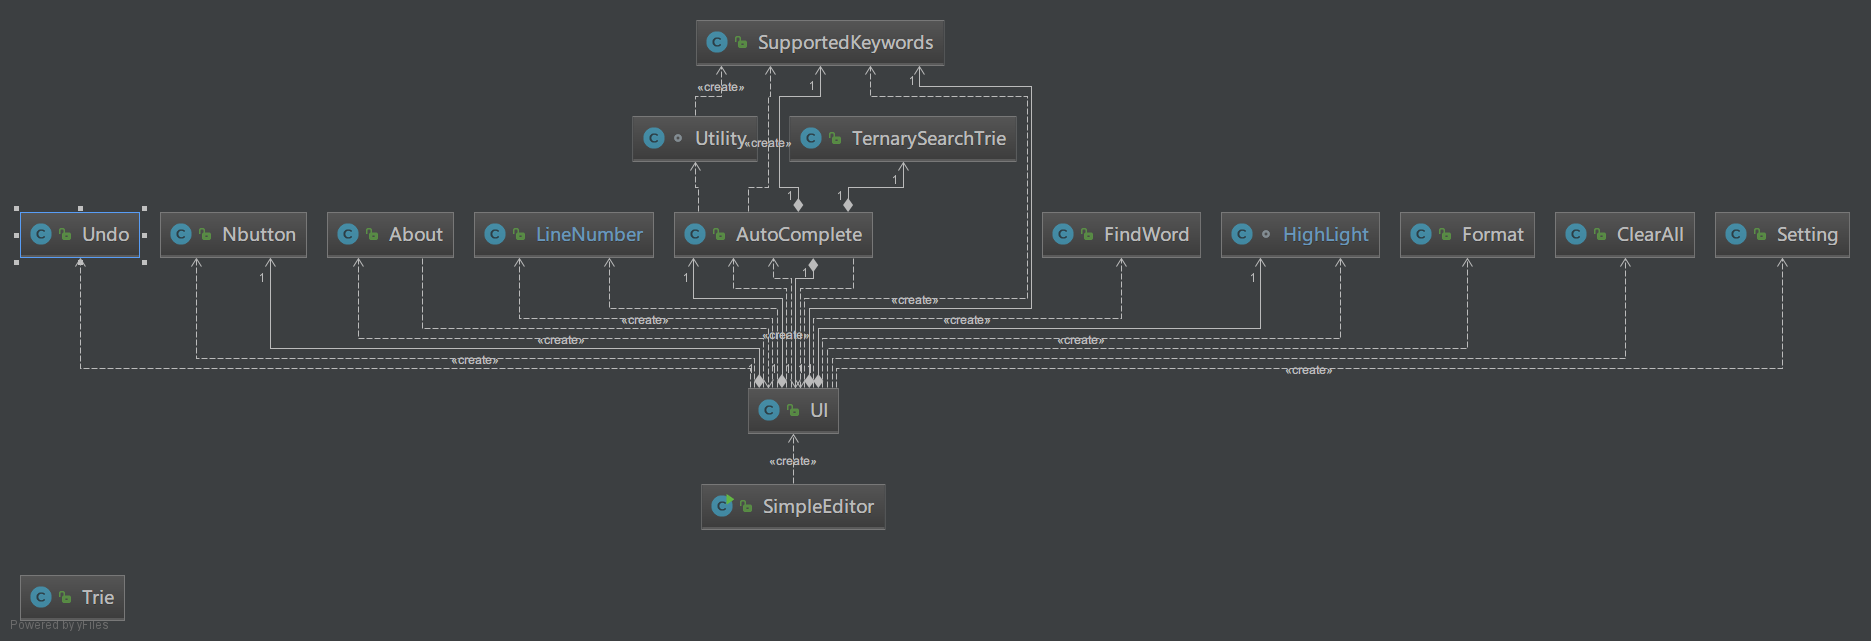 SupportedKeywords
1
1
«create»
Utility
«create»
TernarySearchTrie
1
1
1
Undo
Nbutton
About
LineNumber
AutoComplete
FindWord
HighLight
Format
ClearAll
Setting
1
1
1
1
«create»
«create»
«create»
«create»
«create»
«create»
«create»
«create»
UI
«create»
SimpleEditor
Trie
Powered by yFiles